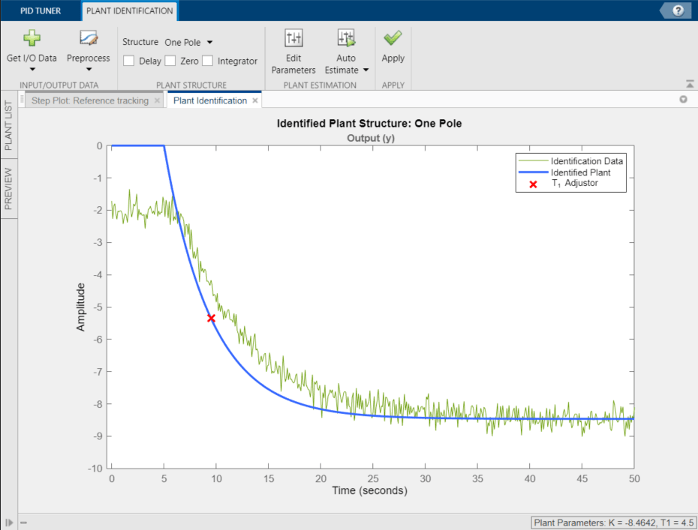 PID TUNER PLANT IDENTIFICATION
?
Get I/O Data Preprocess
Structure One Pole
Delay Zero Integrator
Edit Parameters
Auto Estimate
Apply
INPUT/OUTPUT DATA PLANT STRUCTURE PLANT ESTIMATION APPLY
PLANT LIST
PREVIEW
Step Plot: Reference tracking × Plant Identification ×
Identified Plant Structure: One Pole
Output (y)
Identification Data
Identified Plant
T1 Adjustor
Amplitude
0
-1
-2
-3
-4
-5
-6
-7
-8
-9
-10
0 5 10 15 20 25 30 35 40 45 50
Time (seconds)
Plant Parameters: K = -8.4642, T1 = 4.5